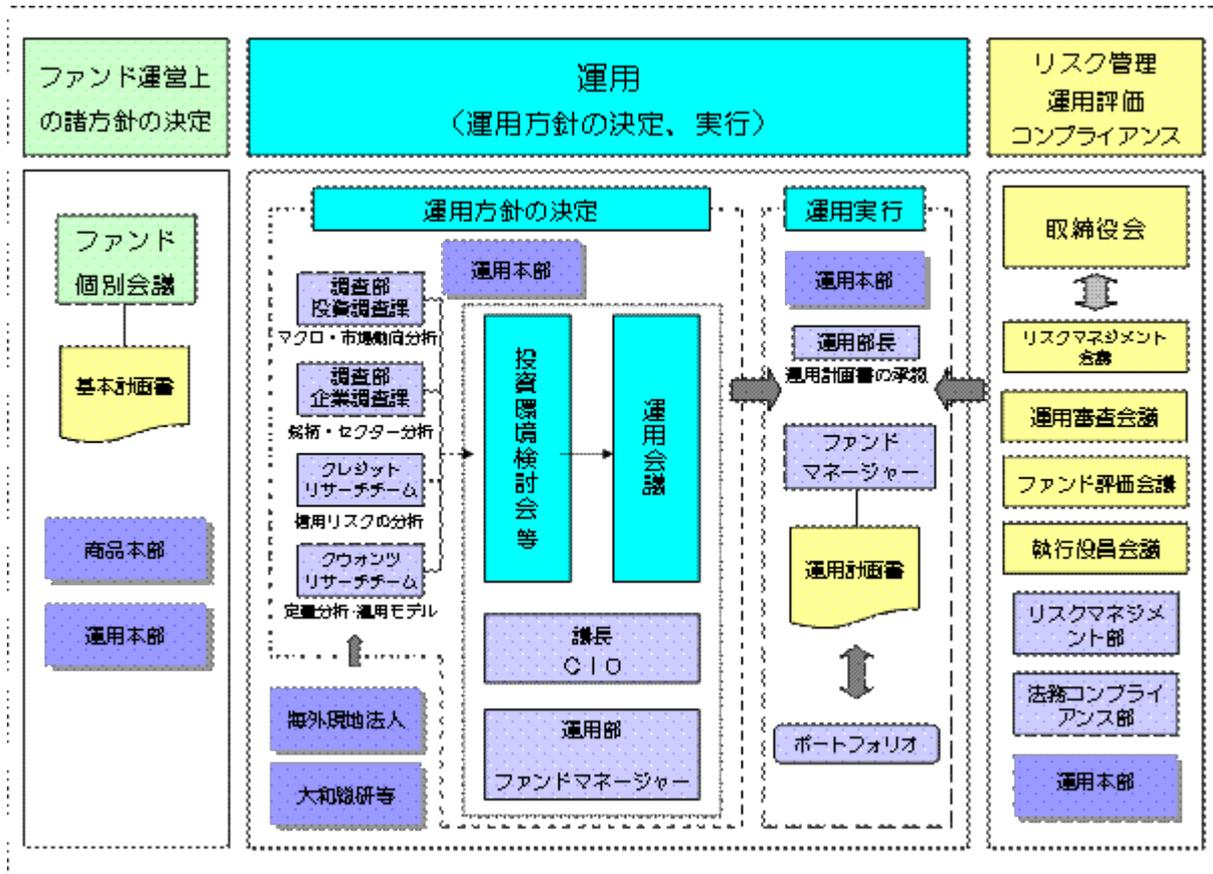 ファンド運営上
の諸方針の決定
運用
（運用方針の決定、実行）
リスク管理
運用評価
コンプライアンス
ファンド
個別会議
基本計画書
商品本部
運用本部
運用方針の決定
運用本部
調査部
投資調査課
マクロ・市場動向分析
調査部
企業調査課
銘柄・セクター分析
クレジット
リサーチチーム
信用リスクの分析
クウォンツ
リサーチチーム
定量分析・運用モデル
海外現地法人
大和総研等
投資環境検討会 等
運用会議
議長
ＣＩＯ
運用部
ファンドマネージャー
運用実行
運用本部
運用部長
運用計画書の承認
ファンド
マネージャー
運用計画書
ポートフォリオ
取締役会
リスクマネジメント
会議
運用審査会議
ファンド評価会議
執行役員会議
リスクマネジメ
ント部
法務コンプライ
アンス部
運用本部